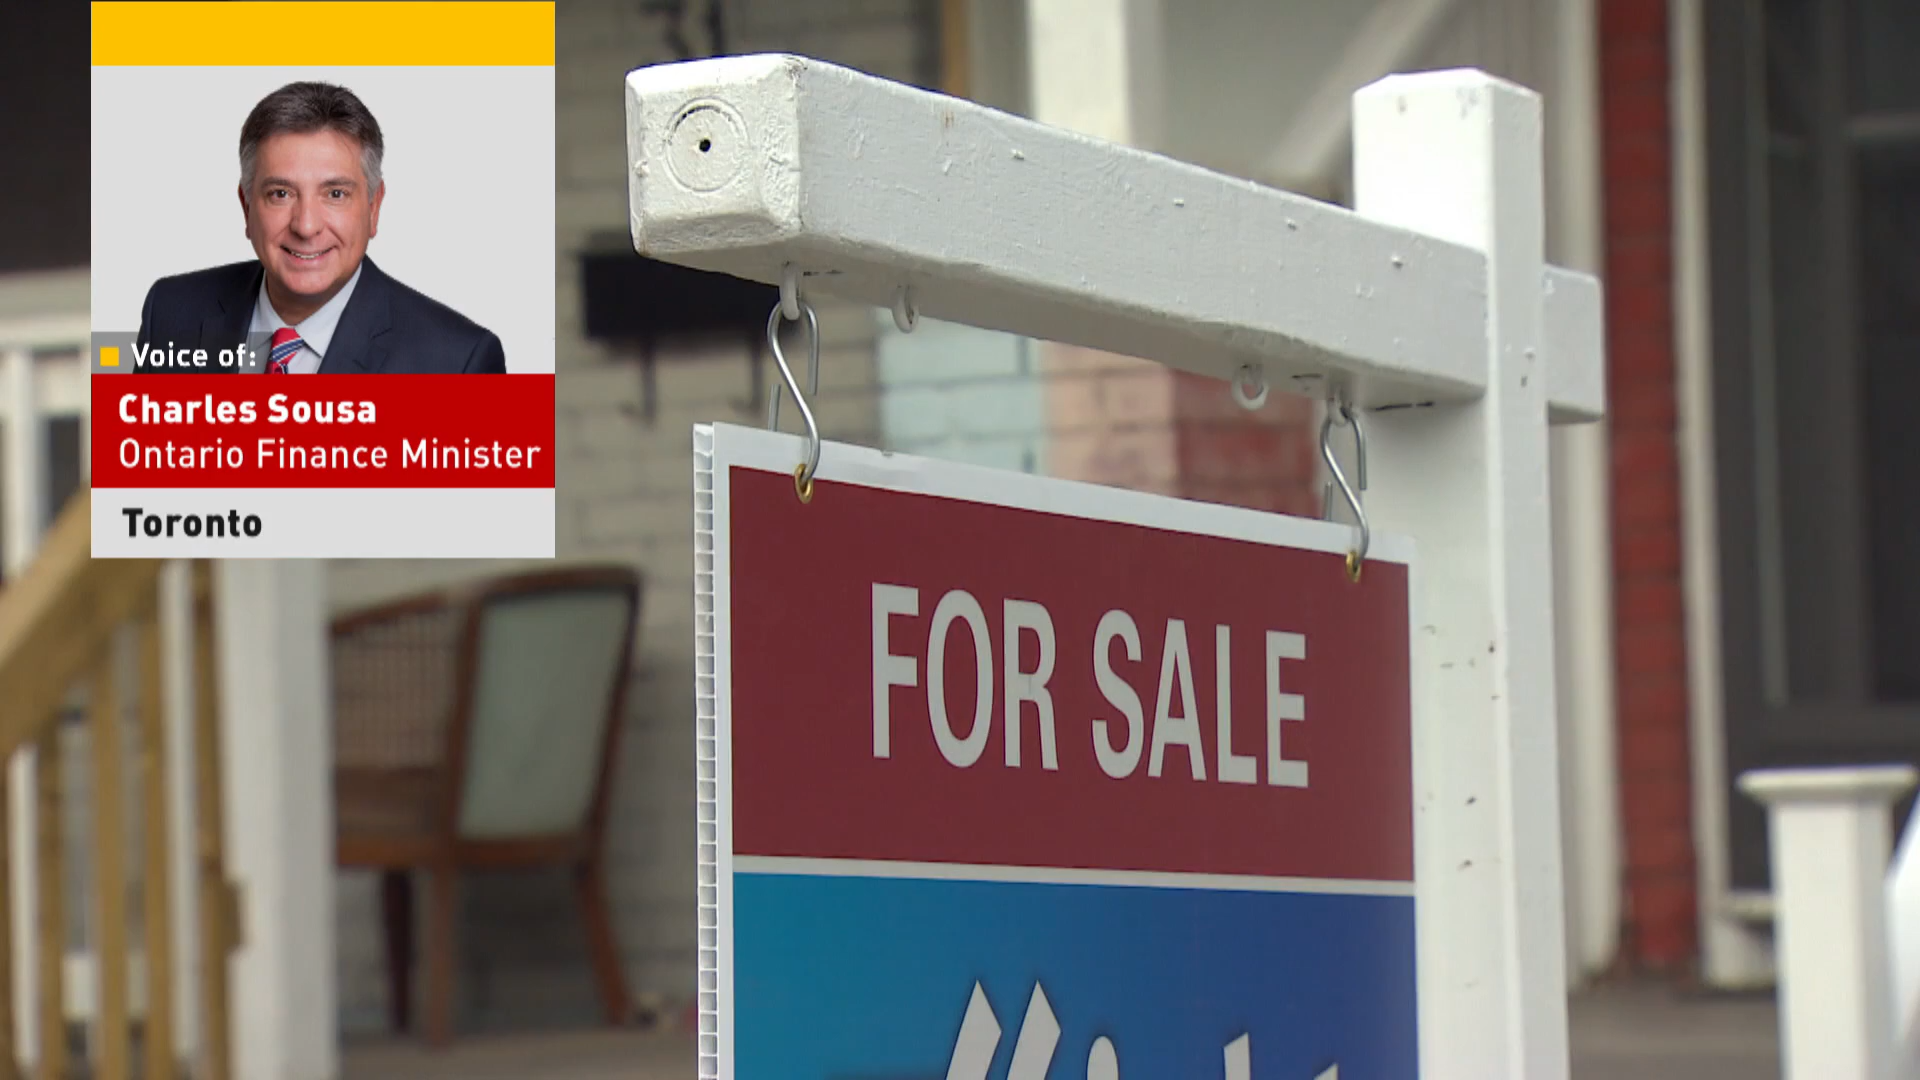 Voice of:
Charles Sousa
Ontario Finance Minister
Toronto
FOR SALE